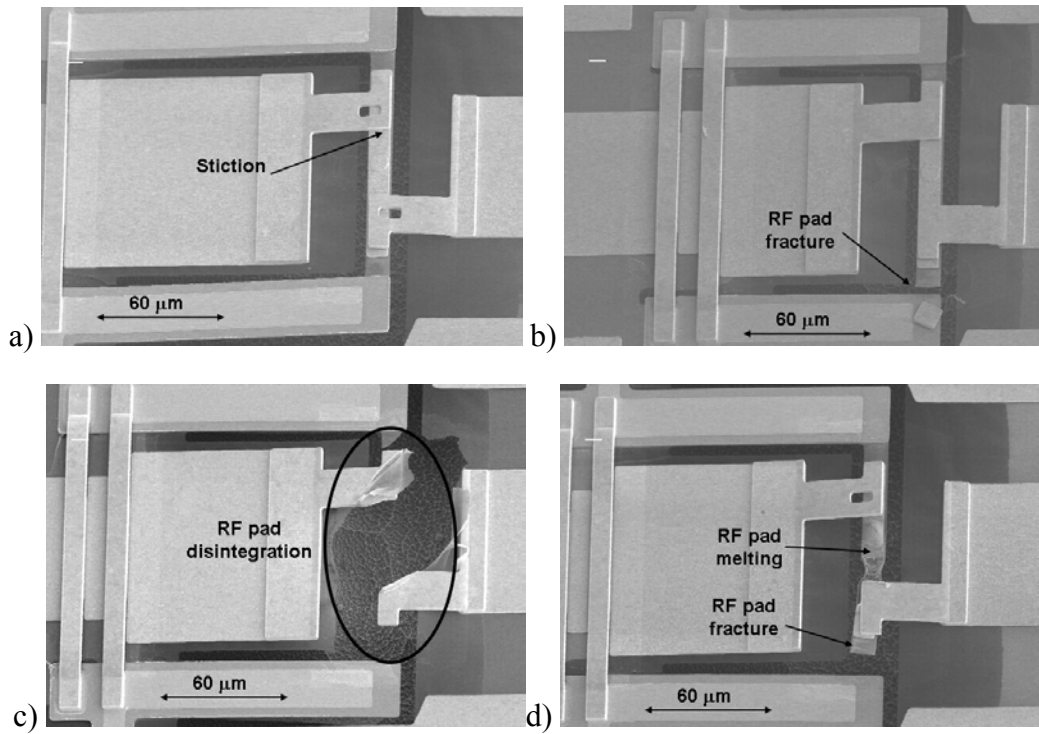 Stiction
60 μm
a)
RF pad
fracture
60 μm
b)
RF pad
disintegration
60 μm
c)
RF pad
melting
RF pad
fracture
60 μm
d)